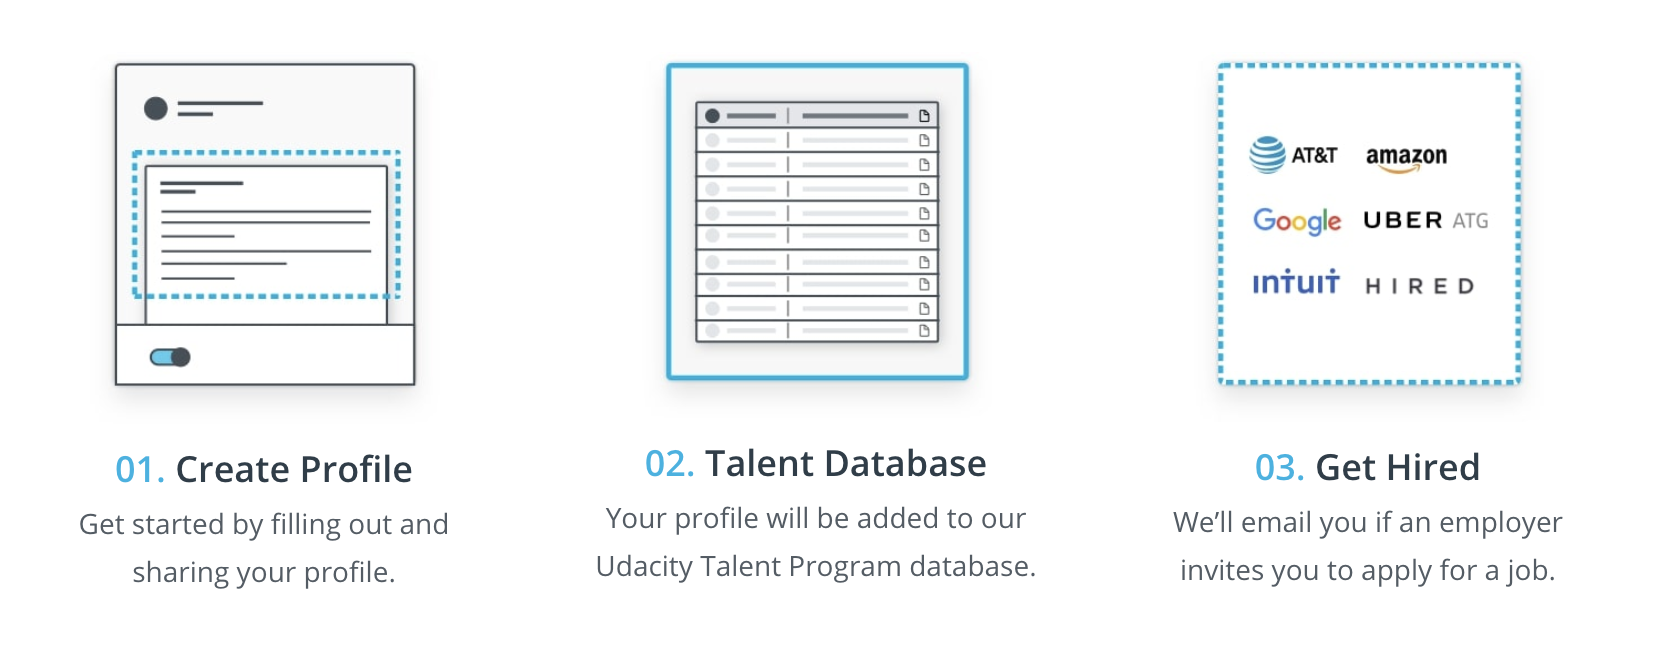 AT&T amazon
Google UBER ATG
intuit HIRED
01. Create Profile
Get started by filling out and
sharing your profile.
02. Talent Database
Your profile will be added to our
Udacity Talent Program database.
03. Get Hired
We’ll email you if an employer
invites you to apply for a job.